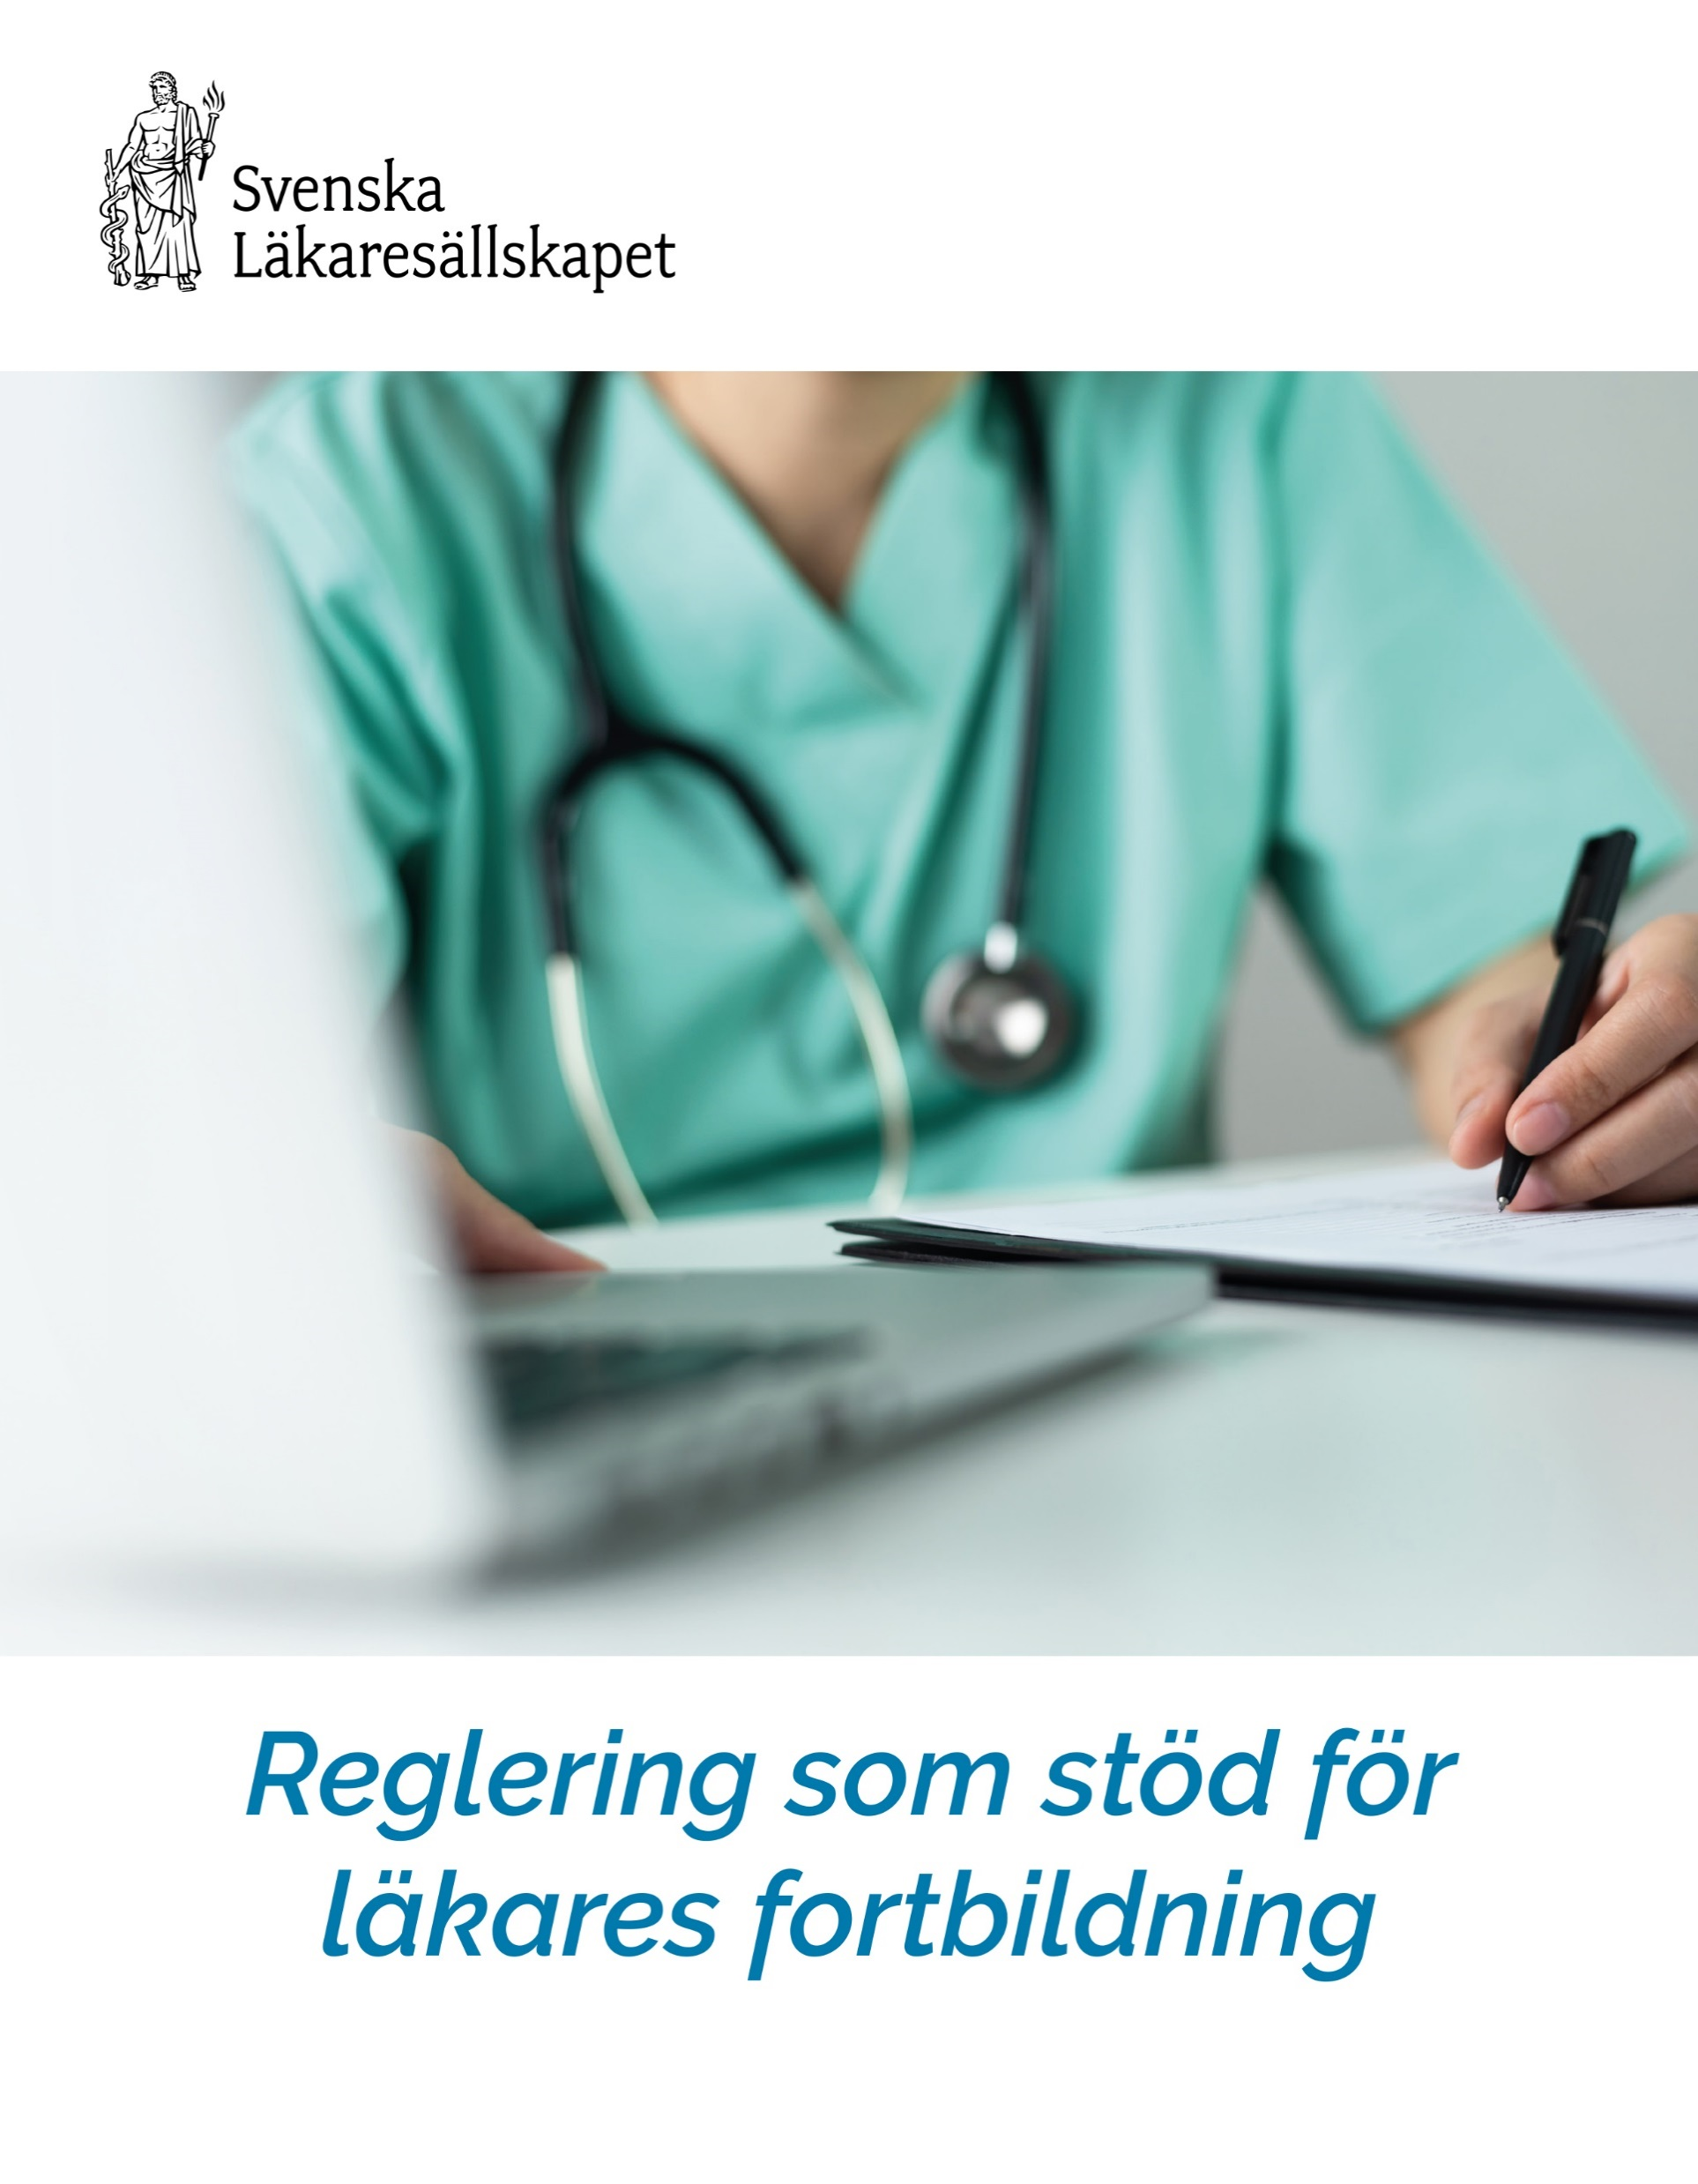 Svenska
Läkaresällskapet
Reglering som stöd för
läkares fortbildning